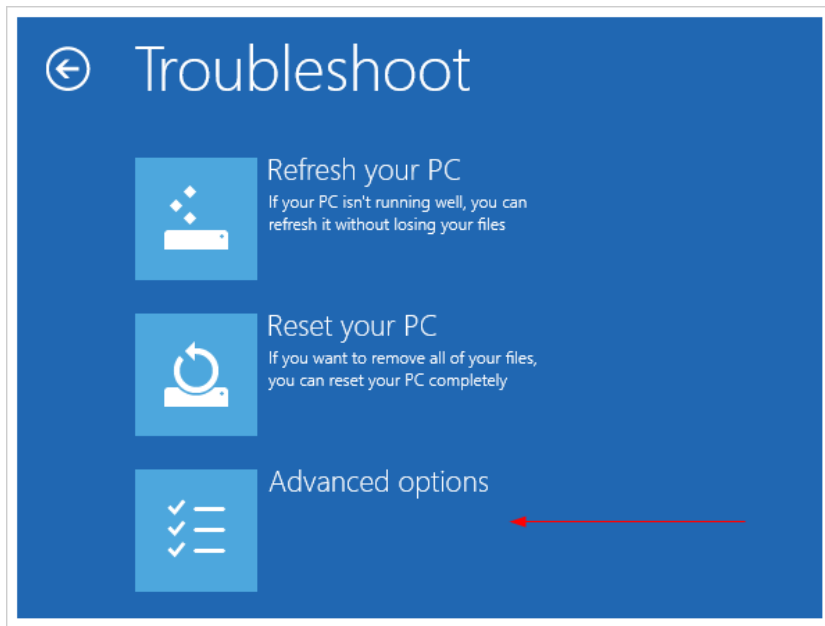 Troubleshoot
Refresh your PC
If your PC isn't running well, you can
refresh it without losing your files
Reset your PC
If you want to remove all of your files,
you can reset your PC completely
Advanced options